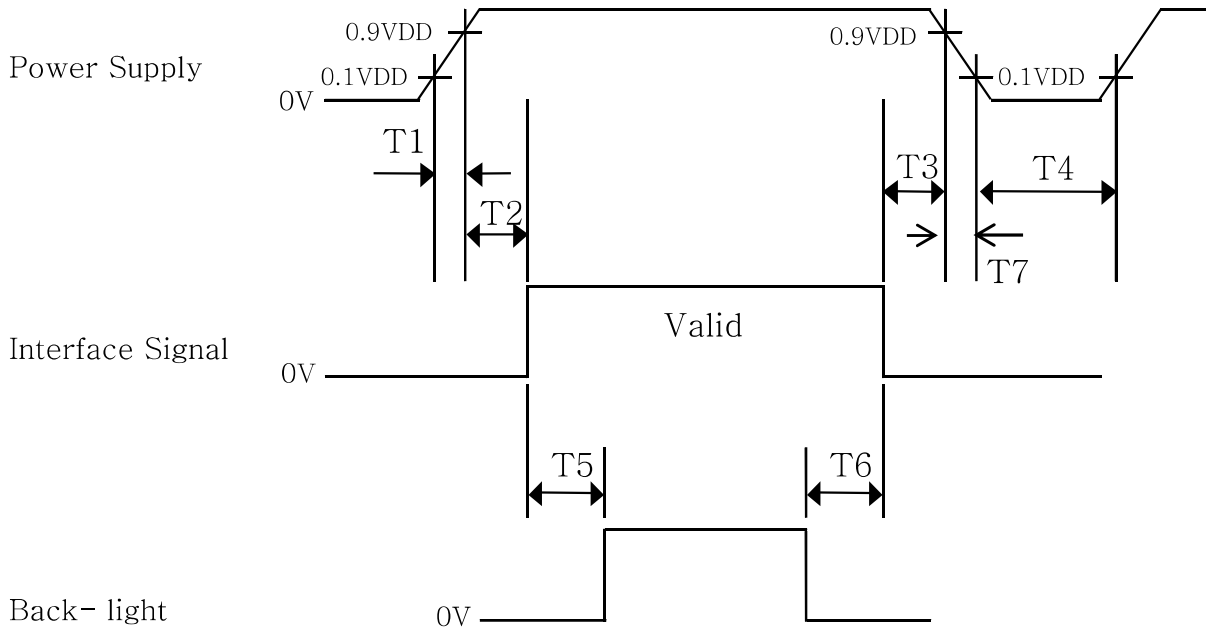 0.9VDD
0.9VDD
Power Supply
0.1VDD
0.1VDD
0V
T1
T3
T4
T2
T7
Valid
Interface Signal
0V
T5
T6
Back- light
0V